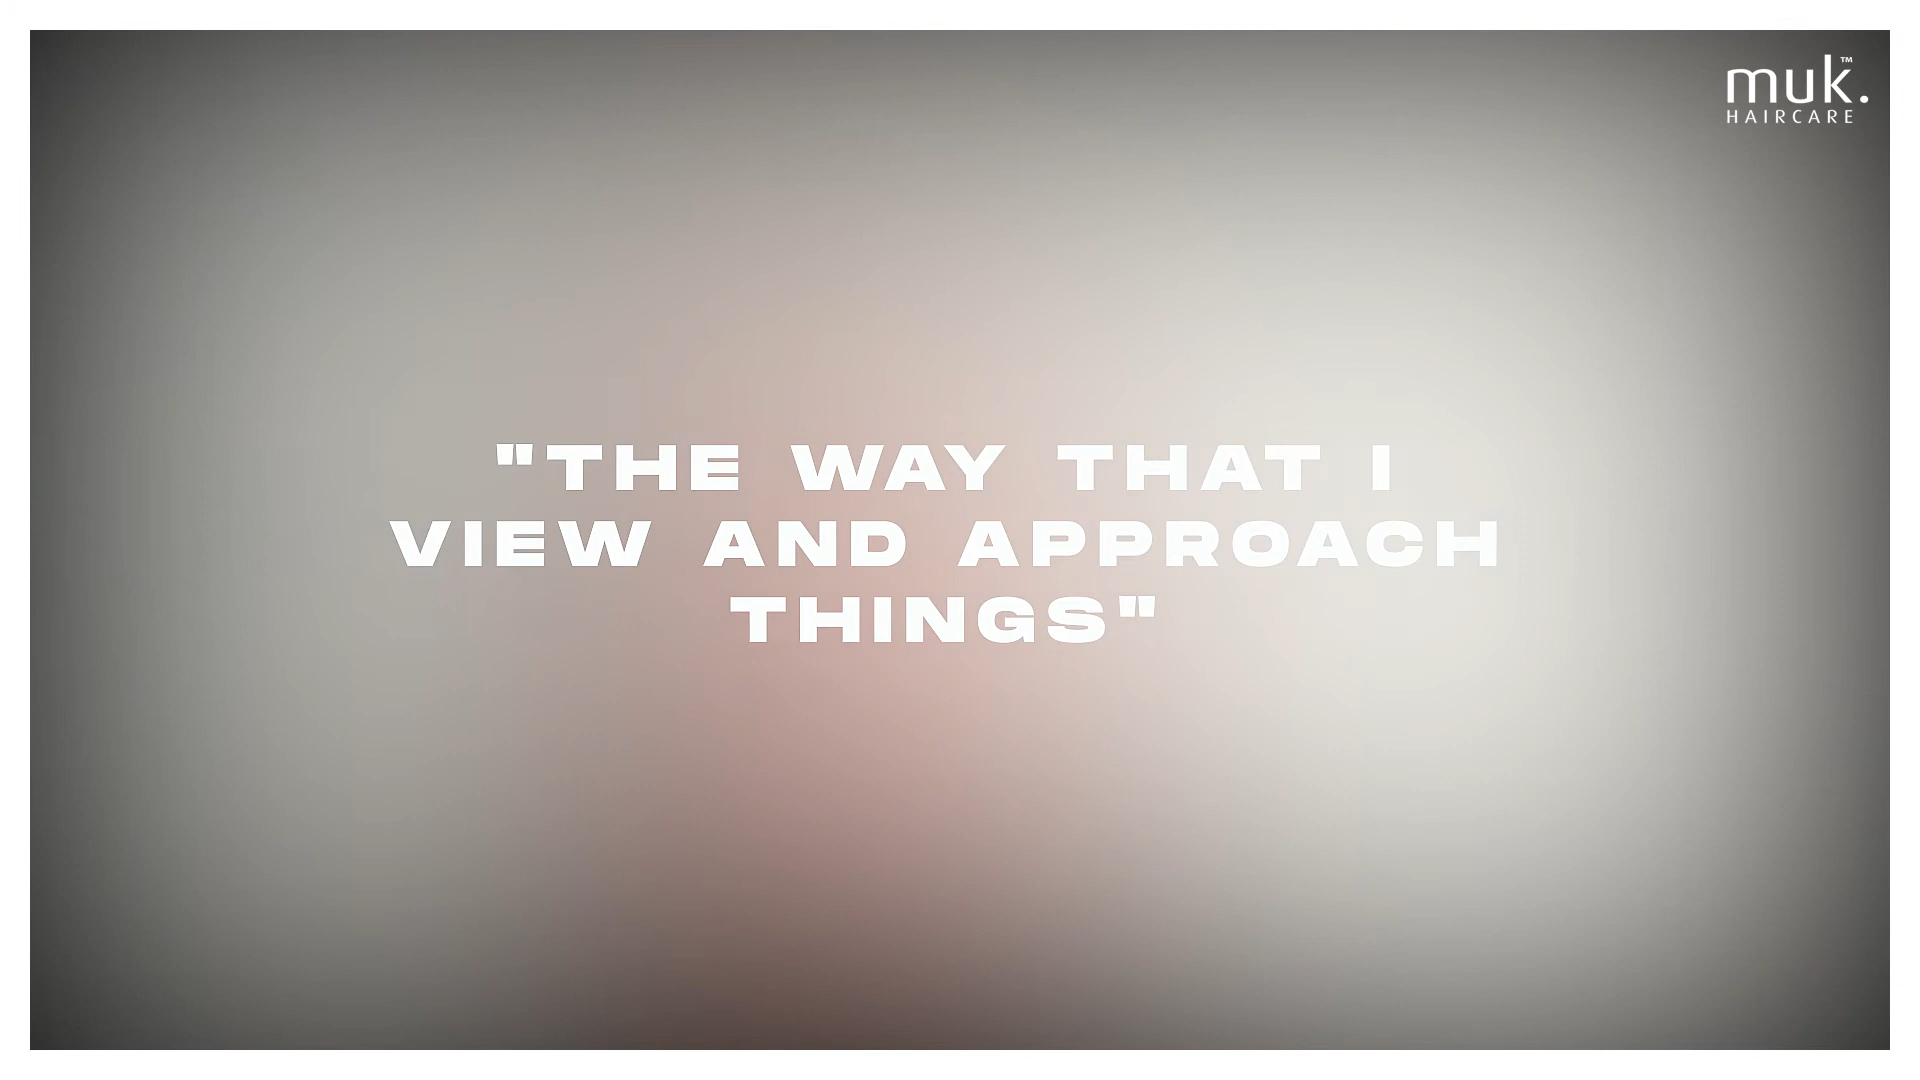 muk.™
HAIRCARE
"THE WAY THAT I
VIEW AND APPROACH
THINGS"